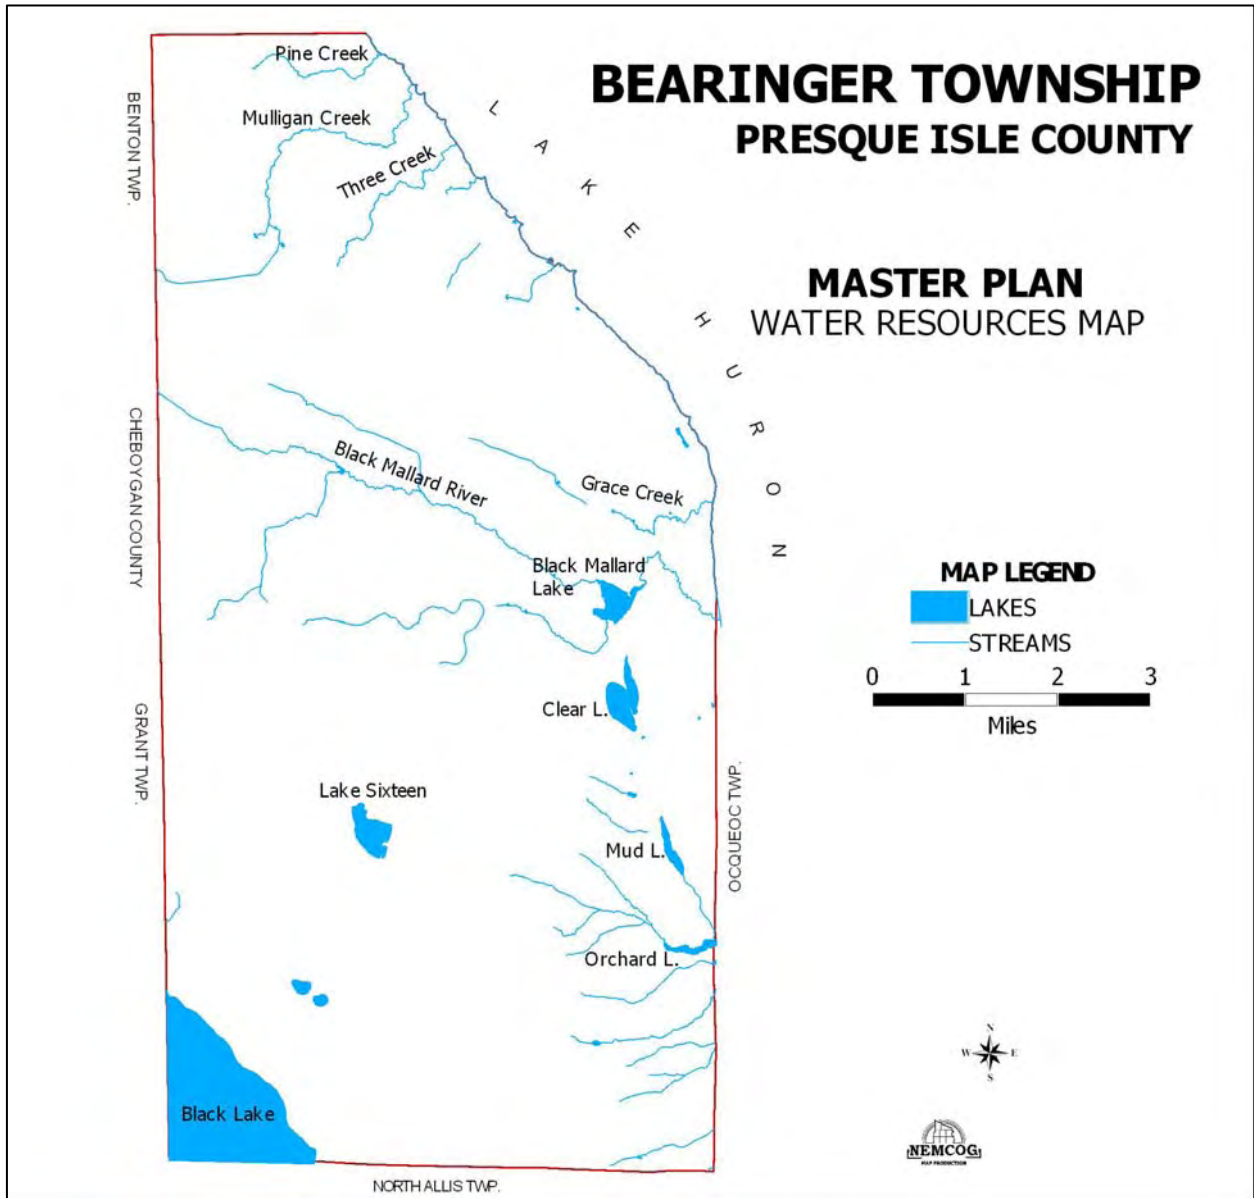 BEARINGER TOWNSHIP
PRESQUE ISLE COUNTY
MASTER PLAN
WATER RESOURCES MAP
LAKE HURON
Pine Creek
Mulligan Creek
Three Creek
BENTON TWP.
CHEBOYGAN COUNTY
GRANT TWP.
Black Mallard River
Grace Creek
Black Mallard
Lake
Clear L.
Lake Sixteen
Mud L.
Orchard L.
Black Lake
OCQUEOC TWP.
NORTH ALLIS TWP.
MAP LEGEND
LAKES
STREAMS
0 1 2 3
Miles
N
W E
S
NEMCOG
MAP PRODUCTION